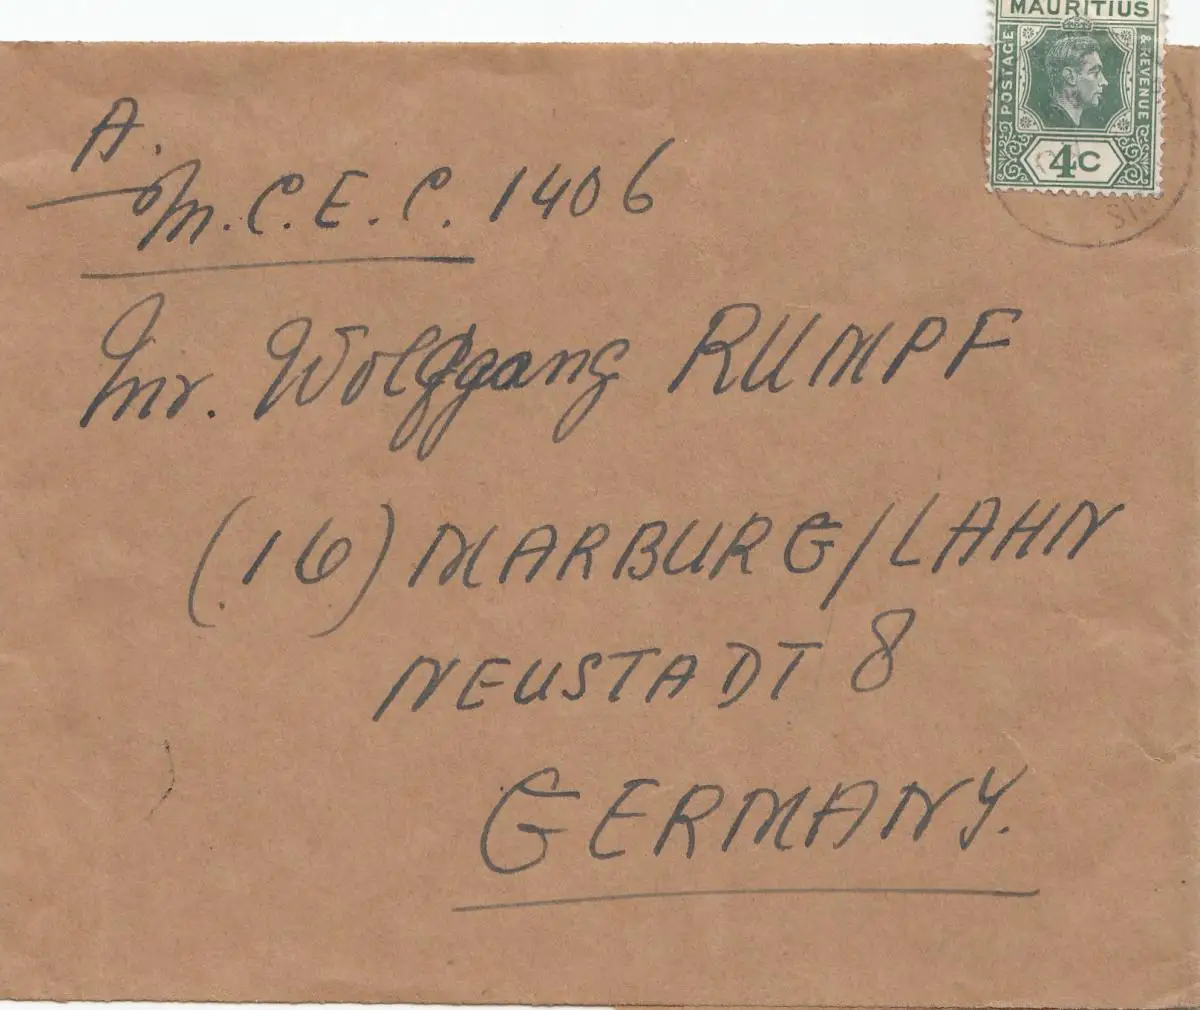 MAURITIUS
POSTAGE
& REVENUE
4C
A.
M.C.E.C. 1406
Mr. Wolfgang RUMPF
(16) MARBURG/LAHN
NEUSTADT 8
GERMANY.